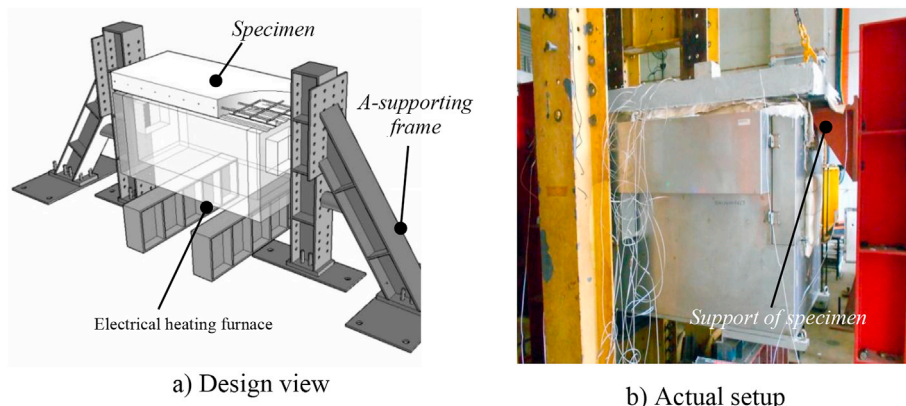 Specimen
A-supporting
frame
Electrical heating furnace
a) Design view
Support of specimen
b) Actual setup